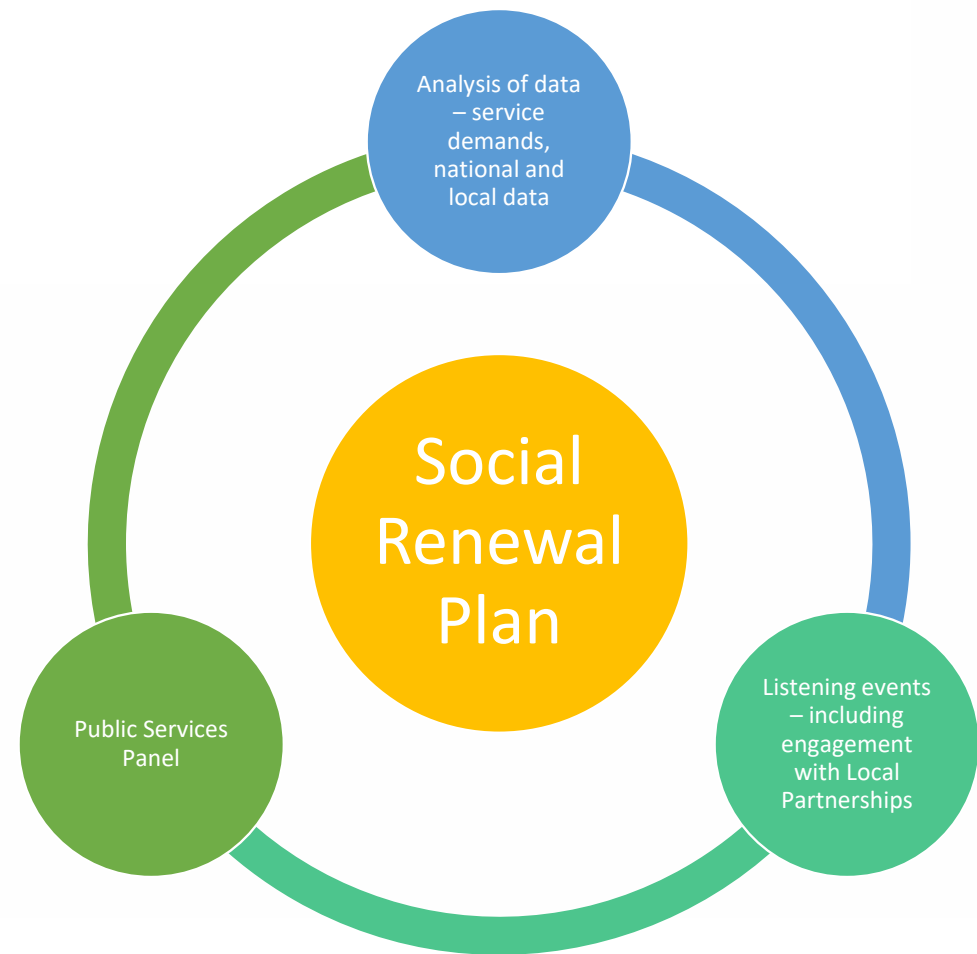 Analysis of data
– service
demands,
national and
local data
Social
Renewal
Plan
Public Services
Panel
Listening events
– including
engagement
with Local
Partnerships